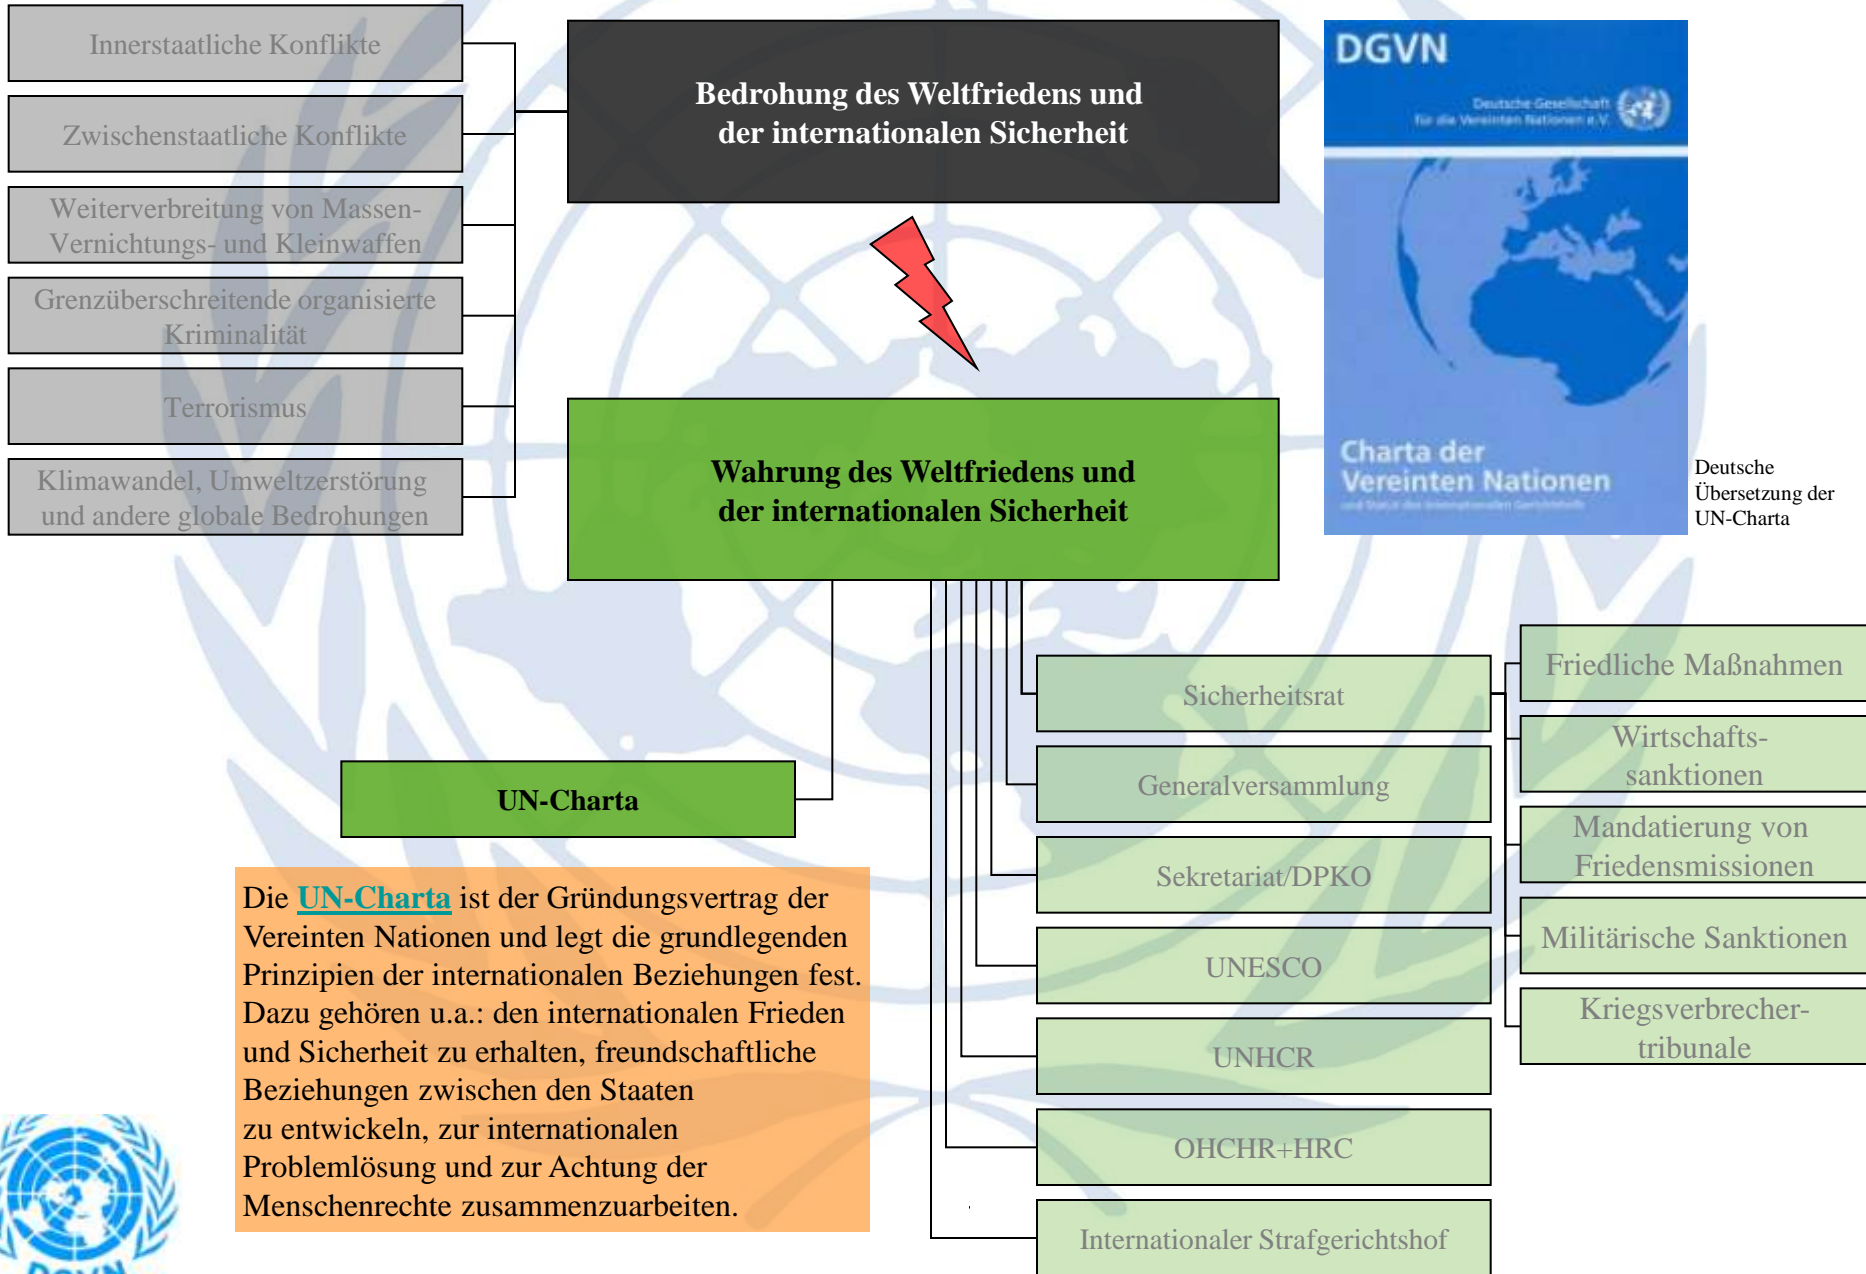 Innerstaatliche Konflikte
Zwischenstaatliche Konflikte
Weiterverbreitung von Massen-
Vernichtungs- und Kleinwaffen
Grenzüberschreitende organisierte
Kriminalität
Terrorismus
Klimawandel, Umweltzerstörung
und andere globale Bedrohungen
Bedrohung des Weltfriedens und
der internationalen Sicherheit
DGVN
Deutsche Gesellschaft
für die Vereinten Nationen e.V.
Charta der
Vereinten Nationen
und Statut des Internationalen Gerichtshofs
Deutsche
Übersetzung der
UN-Charta
Wahrung des Weltfriedens und
der internationalen Sicherheit
UN-Charta
Die UN-Charta ist der Gründungsvertrag der
Vereinten Nationen und legt die grundlegenden
Prinzipien der internationalen Beziehungen fest.
Dazu gehören u.a.: den internationalen Frieden
und Sicherheit zu erhalten, freundschaftliche
Beziehungen zwischen den Staaten
zu entwickeln, zur internationalen
Problemlösung und zur Achtung der
Menschenrechte zusammenzuarbeiten.
Sicherheitsrat
Generalversammlung
Sekretariat/DPKO
UNESCO
UNHCR
OHCHR+HRC
Internationaler Strafgerichtshof
Friedliche Maßnahmen
Wirtschafts-
sanktionen
Mandatierung von
Friedensmissionen
Militärische Sanktionen
Kriegsverbrecher-
tribunale
DGVN